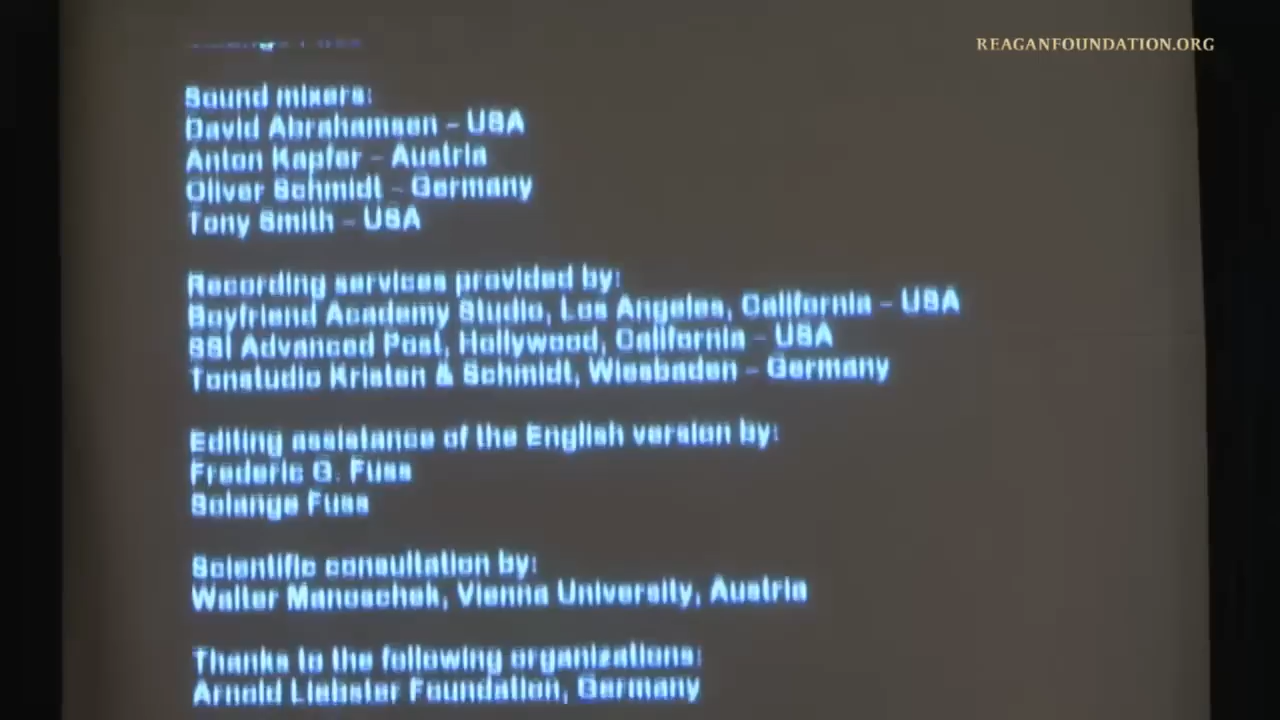 REAGANFOUNDATION.ORG
Sound mixers:
David Abrahamsen - USA
Anton Kapfer - Austria
Oliver Schmidt - Germany
Tony Smith - USA
Recording services provided by:
Boyfriend Academy Studio, Los Angeles, California - USA
SSI Advanced Post, Hollywood, California - USA
Tonstudio Kristen & Schmidt, Wiesbaden - Germany
Editing assistance of the English version by:
Frederic G. Fuss
Solange Fuss
Scientific consultation by:
Walter Manoschek, Vienna University, Austria
Thanks to the following organizations:
Arnold Liebster Foundation, Germany